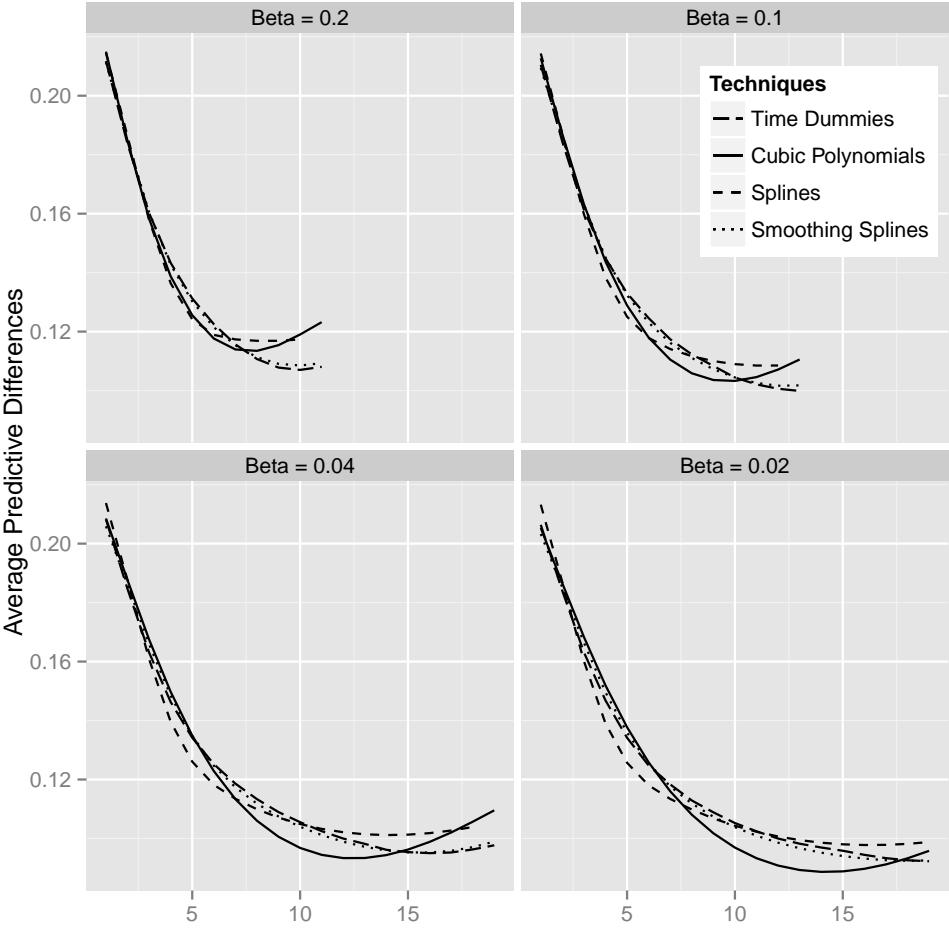 Beta = 0.2
Beta = 0.1
Techniques
Time Dummies
Cubic Polynomials
Splines
Smoothing Splines
0.20
0.16
0.12
Average Predictive Differences
Beta = 0.04
Beta = 0.02
0.20
0.16
0.12
5 10 15 5 10 15